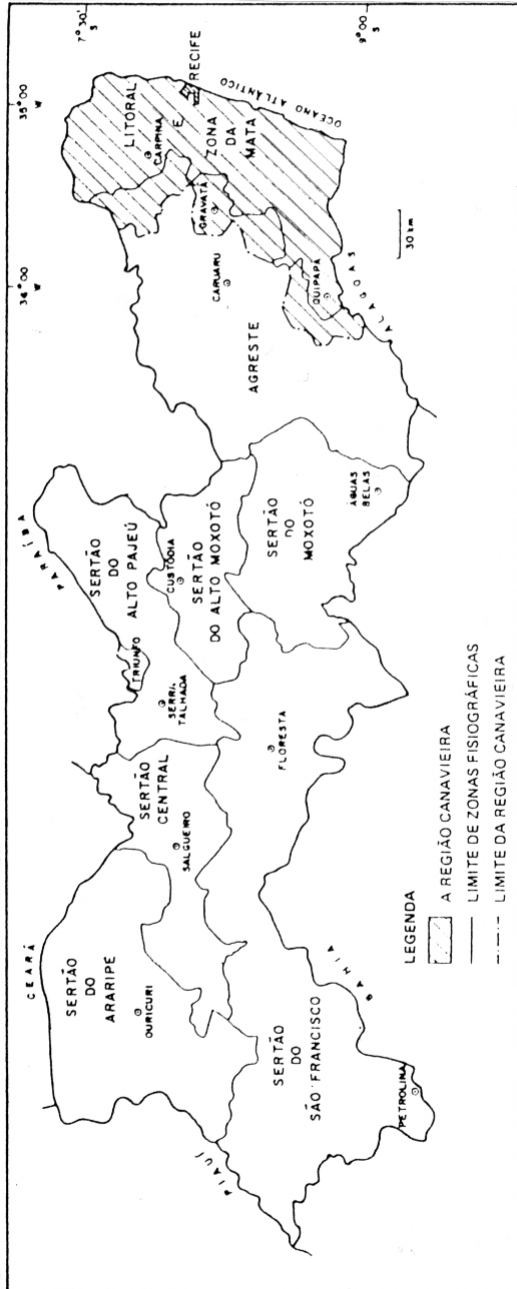 35°00'
W
34°00'
W
7°30'
S
9°00'
S
CEARÁ
PARAÍBA
PIAUÍ
BAHIA
ALAGOAS
OCEANO ATLÂNTICO
SERTÃO
DO
ARARIPE
OURICURI
SERTÃO
CENTRAL
SALGUEIRO
SERTÃO
DO
ALTO PAJEÚ
TRIUNFO
SERRA
TALHADA
CUSTÓDIA
SERTÃO
DO ALTO MOXOTÓ
SERTÃO
DO
MOXOTÓ
ÁGUAS
BELAS
FLORESTA
SERTÃO
DO
SÃO FRANCISCO
PETROLINA
AGRESTE
CARUARU
GRAVATÁ
QUIPAPÁ
LITORAL
CARPINA
E
ZONA
DA
MATA
RECIFE
30 km
LEGENDA
A REGIÃO CANAVIEIRA
LIMITE DE ZONAS FISIOGRÁFICAS
LIMITE DA REGIÃO CANAVIEIRA